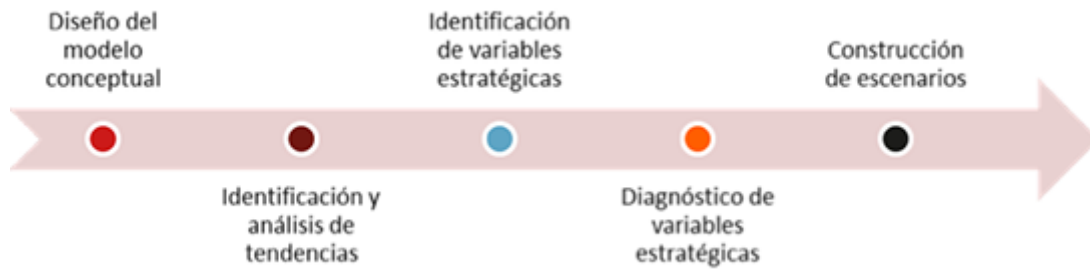 Diseño del
modelo
conceptual
Identificación y
análisis de
tendencias
Identificación
de variables
estratégicas
Diagnóstico de
variables
estratégicas
Construcción
de escenarios